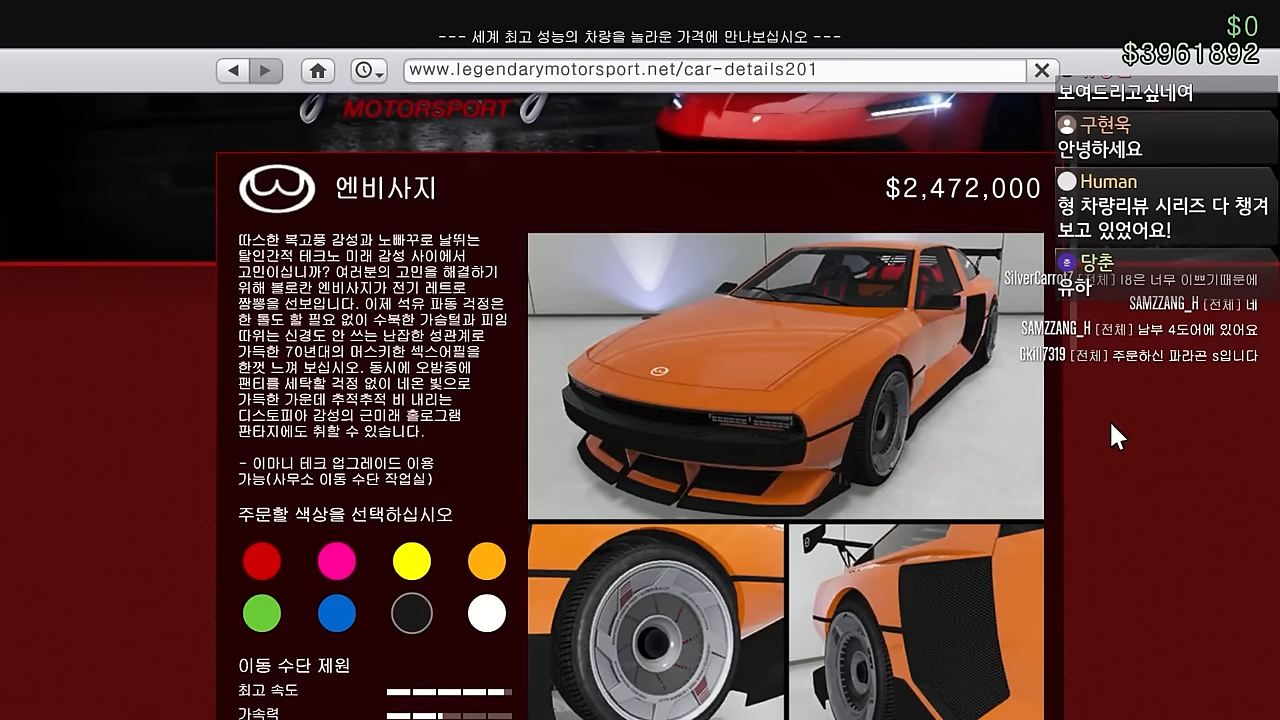 --- 세계 최고 성능의 차량을 놀라운 가격에 만나보십시오 ---
$0
$3961892
www.legendarymotorsport.net/car-details201
MOTORSPORT
엔비사지
$2,472,000
따스한 복고풍 감성과 노빠꾸로 날뛰는
탈인간적 테크노 미래 감성 사이에서
고민이십니까? 여러분의 고민을 해결하기
위해 볼로칸 엔비사지가 전기 레트로
짬뽕을 선보입니다. 이제 석유 파동 걱정은
한 톨도 할 필요 없이 수북한 가슴털과 피임
따위는 신경도 안 쓰는 난잡한 성관계로
가득한 70년대의 머스키한 섹스어필을
한껏 느껴 보십시오. 동시에 오밤중에
팬티를 세탁할 걱정 없이 네온 빛으로
가득한 가운데 추적추적 비 내리는
디스토피아 감성의 근미래 홀로그램
판타지에도 취할 수 있습니다.
- 이마니 테크 업그레이드 이용
가능(사무소 이동 수단 작업실)
주문할 색상을 선택하십시오
이동 수단 제원
최고 속도
가속력
보여드리고싶네여
구현욱
안녕하세요
Human
형 차량리뷰 시리즈 다 챙겨
보고 있었어요!
준 당춘
유하
SilverCarrot7 [전체] I8은 너무 이쁘기때문에
SAMZZANG_H [전체] 네
SAMZZANG_H [전체] 남부 4도어에 있어요
Gkill7319 [전체] 주문하신 파라곤 s입니다